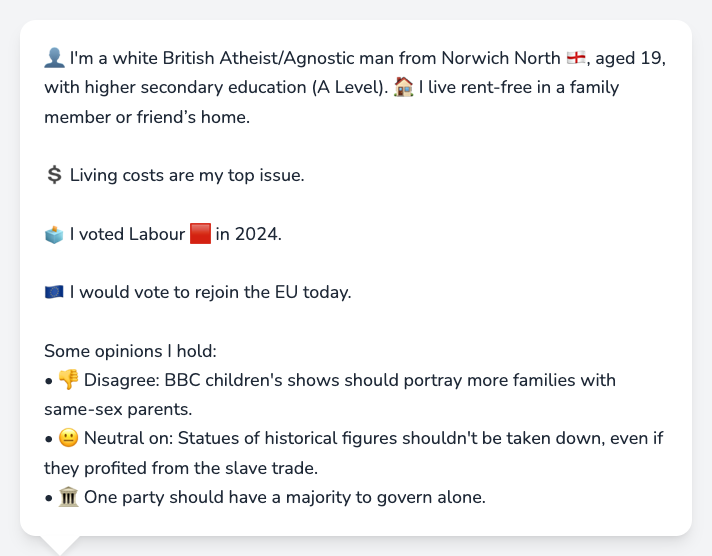 👤 I'm a white British Atheist/Agnostic man from Norwich North 🏴󠁧󠁢󠁥󠁮󠁧󠁿, aged 19,
with higher secondary education (A Level). 🏠 I live rent-free in a family
member or friend’s home.
💲 Living costs are my top issue.
🗳️ I voted Labour 🟥 in 2024.
🇪🇺 I would vote to rejoin the EU today.
Some opinions I hold:
• 👎 Disagree: BBC children's shows should portray more families with
same-sex parents.
• 😐 Neutral on: Statues of historical figures shouldn't be taken down, even if
they profited from the slave trade.
• 🏛️ One party should have a majority to govern alone.